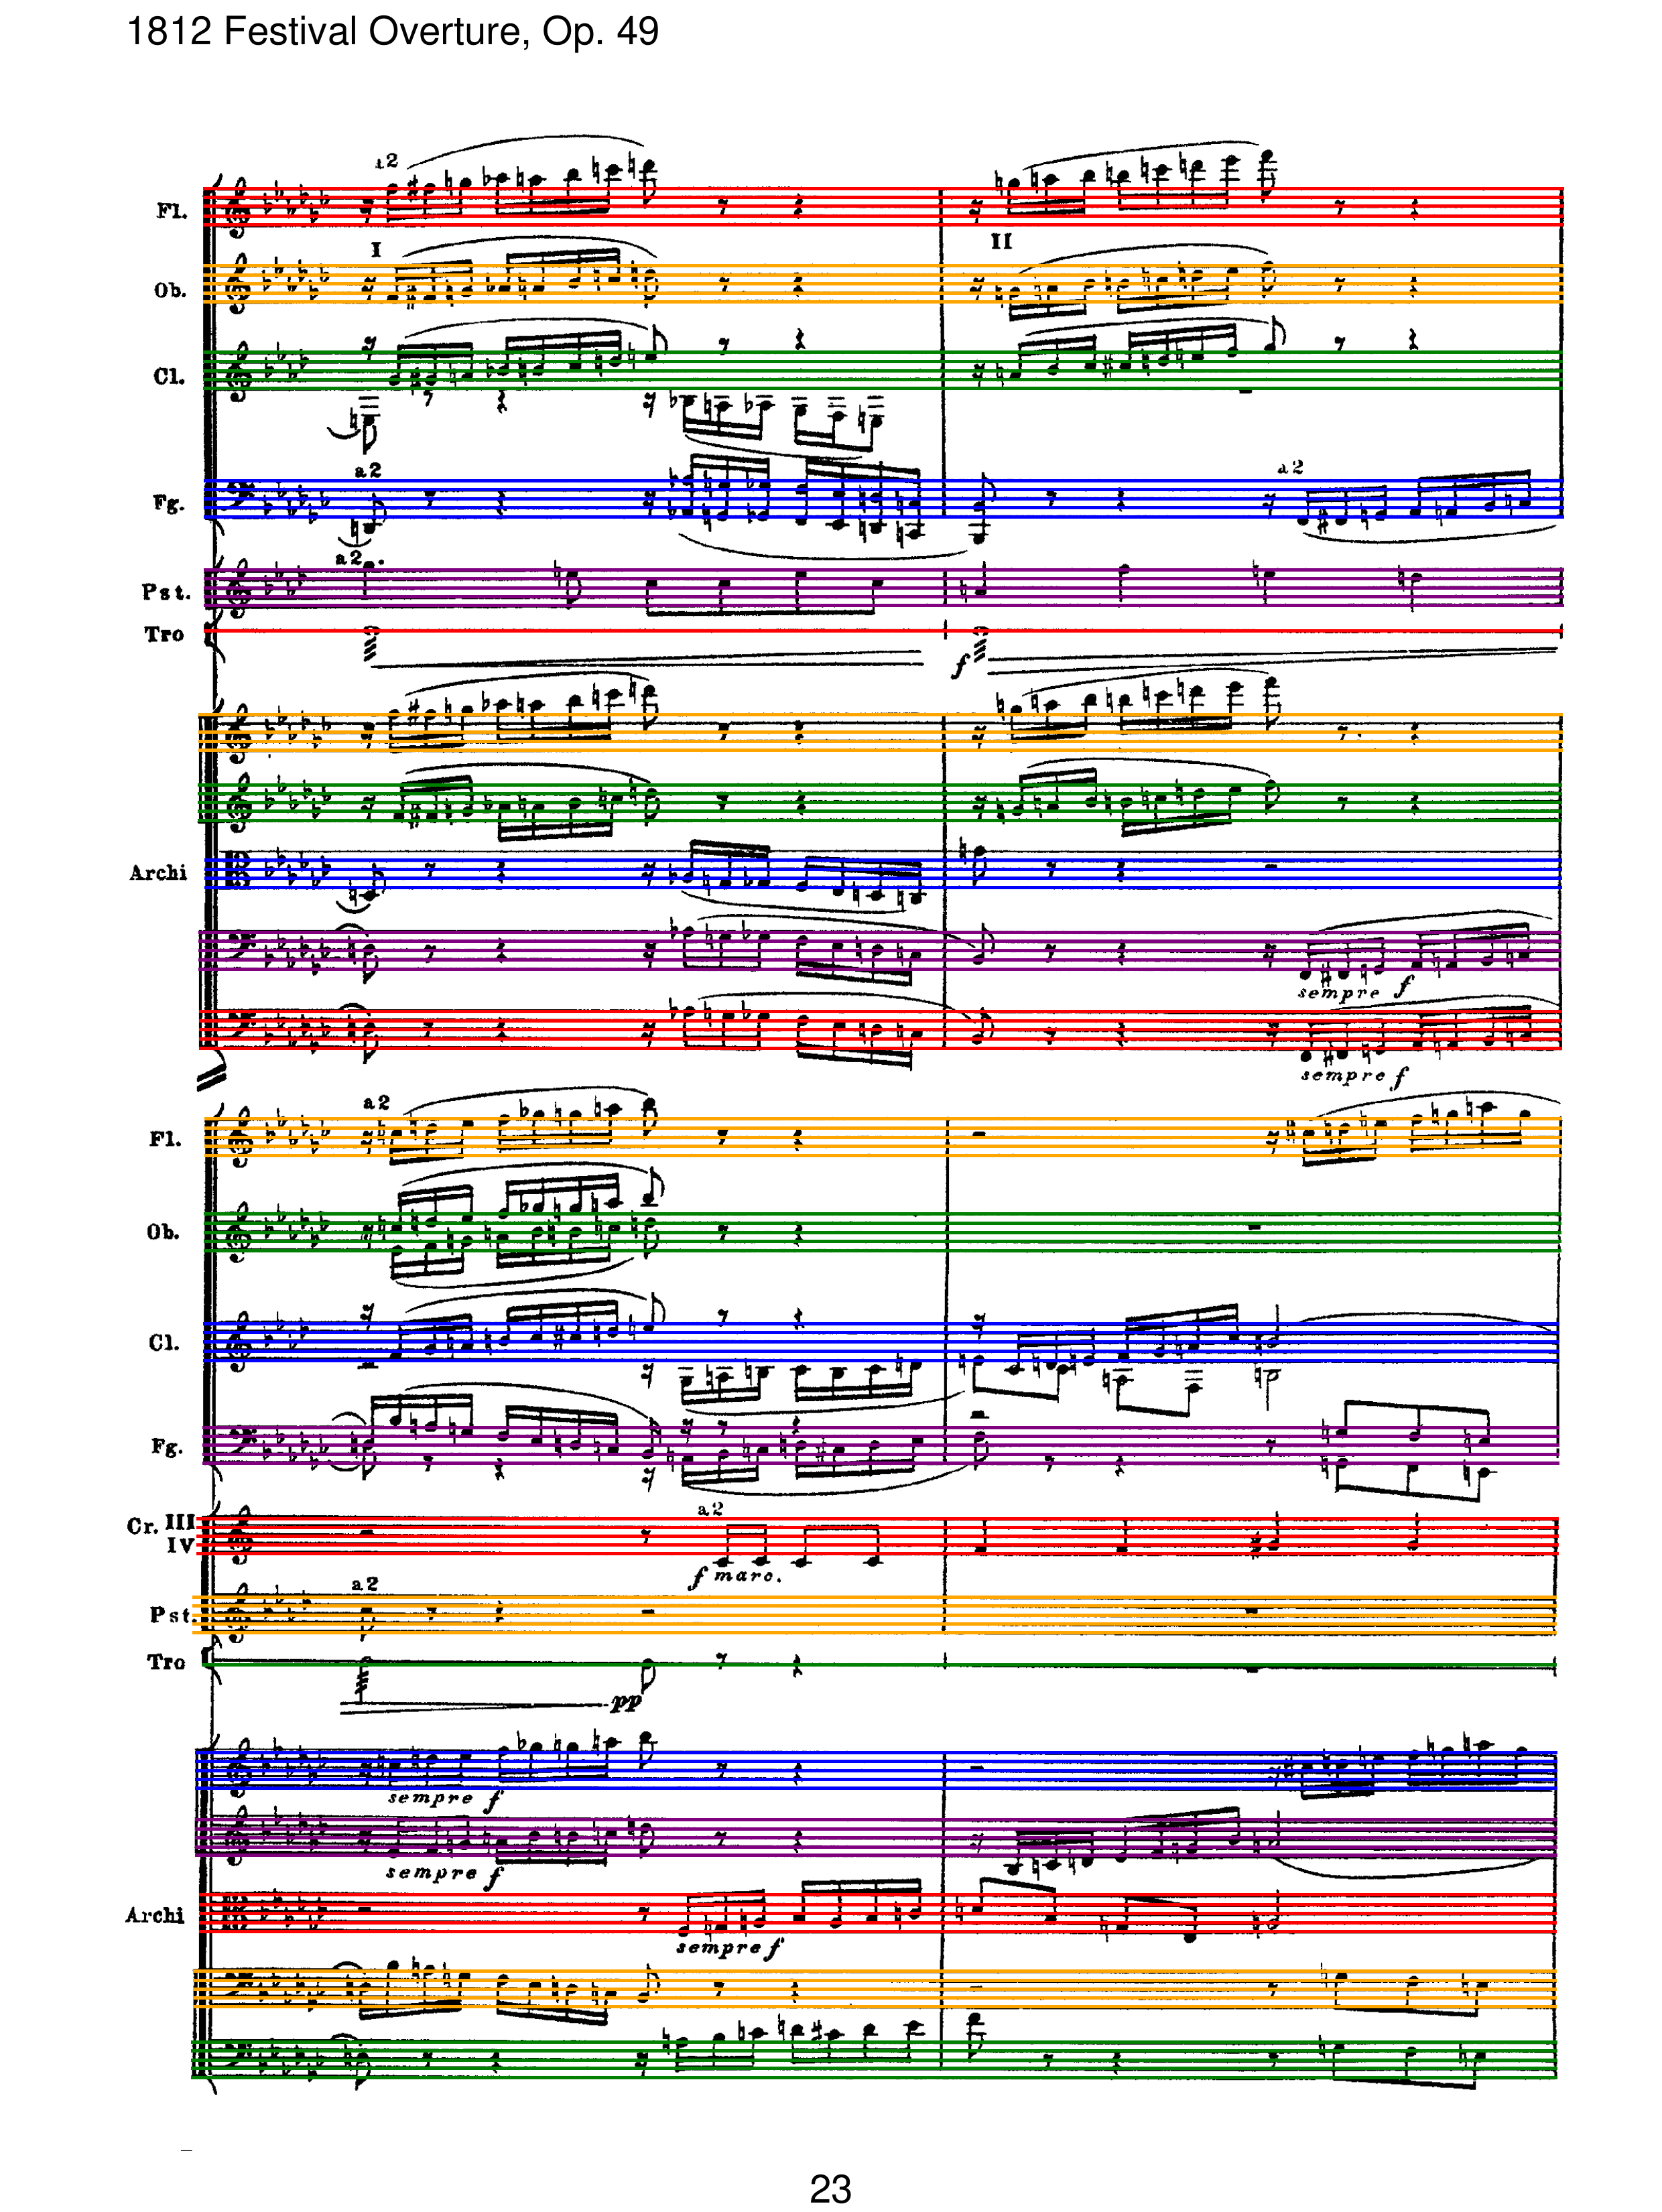 1812 Festival Overture, Op. 49
a2
Fl.
I
II
Ob.
Cl.
a2
a2
Fg.
a2
Pst.
Tro
f
Archi
sempre f
sempre f
a2
Fl.
Ob.
Cl.
Fg.
a2
Cr. III
IV
f marc.
a2
Pst.
Tro
pp
sempre f
sempre f
Archi
sempre f
23